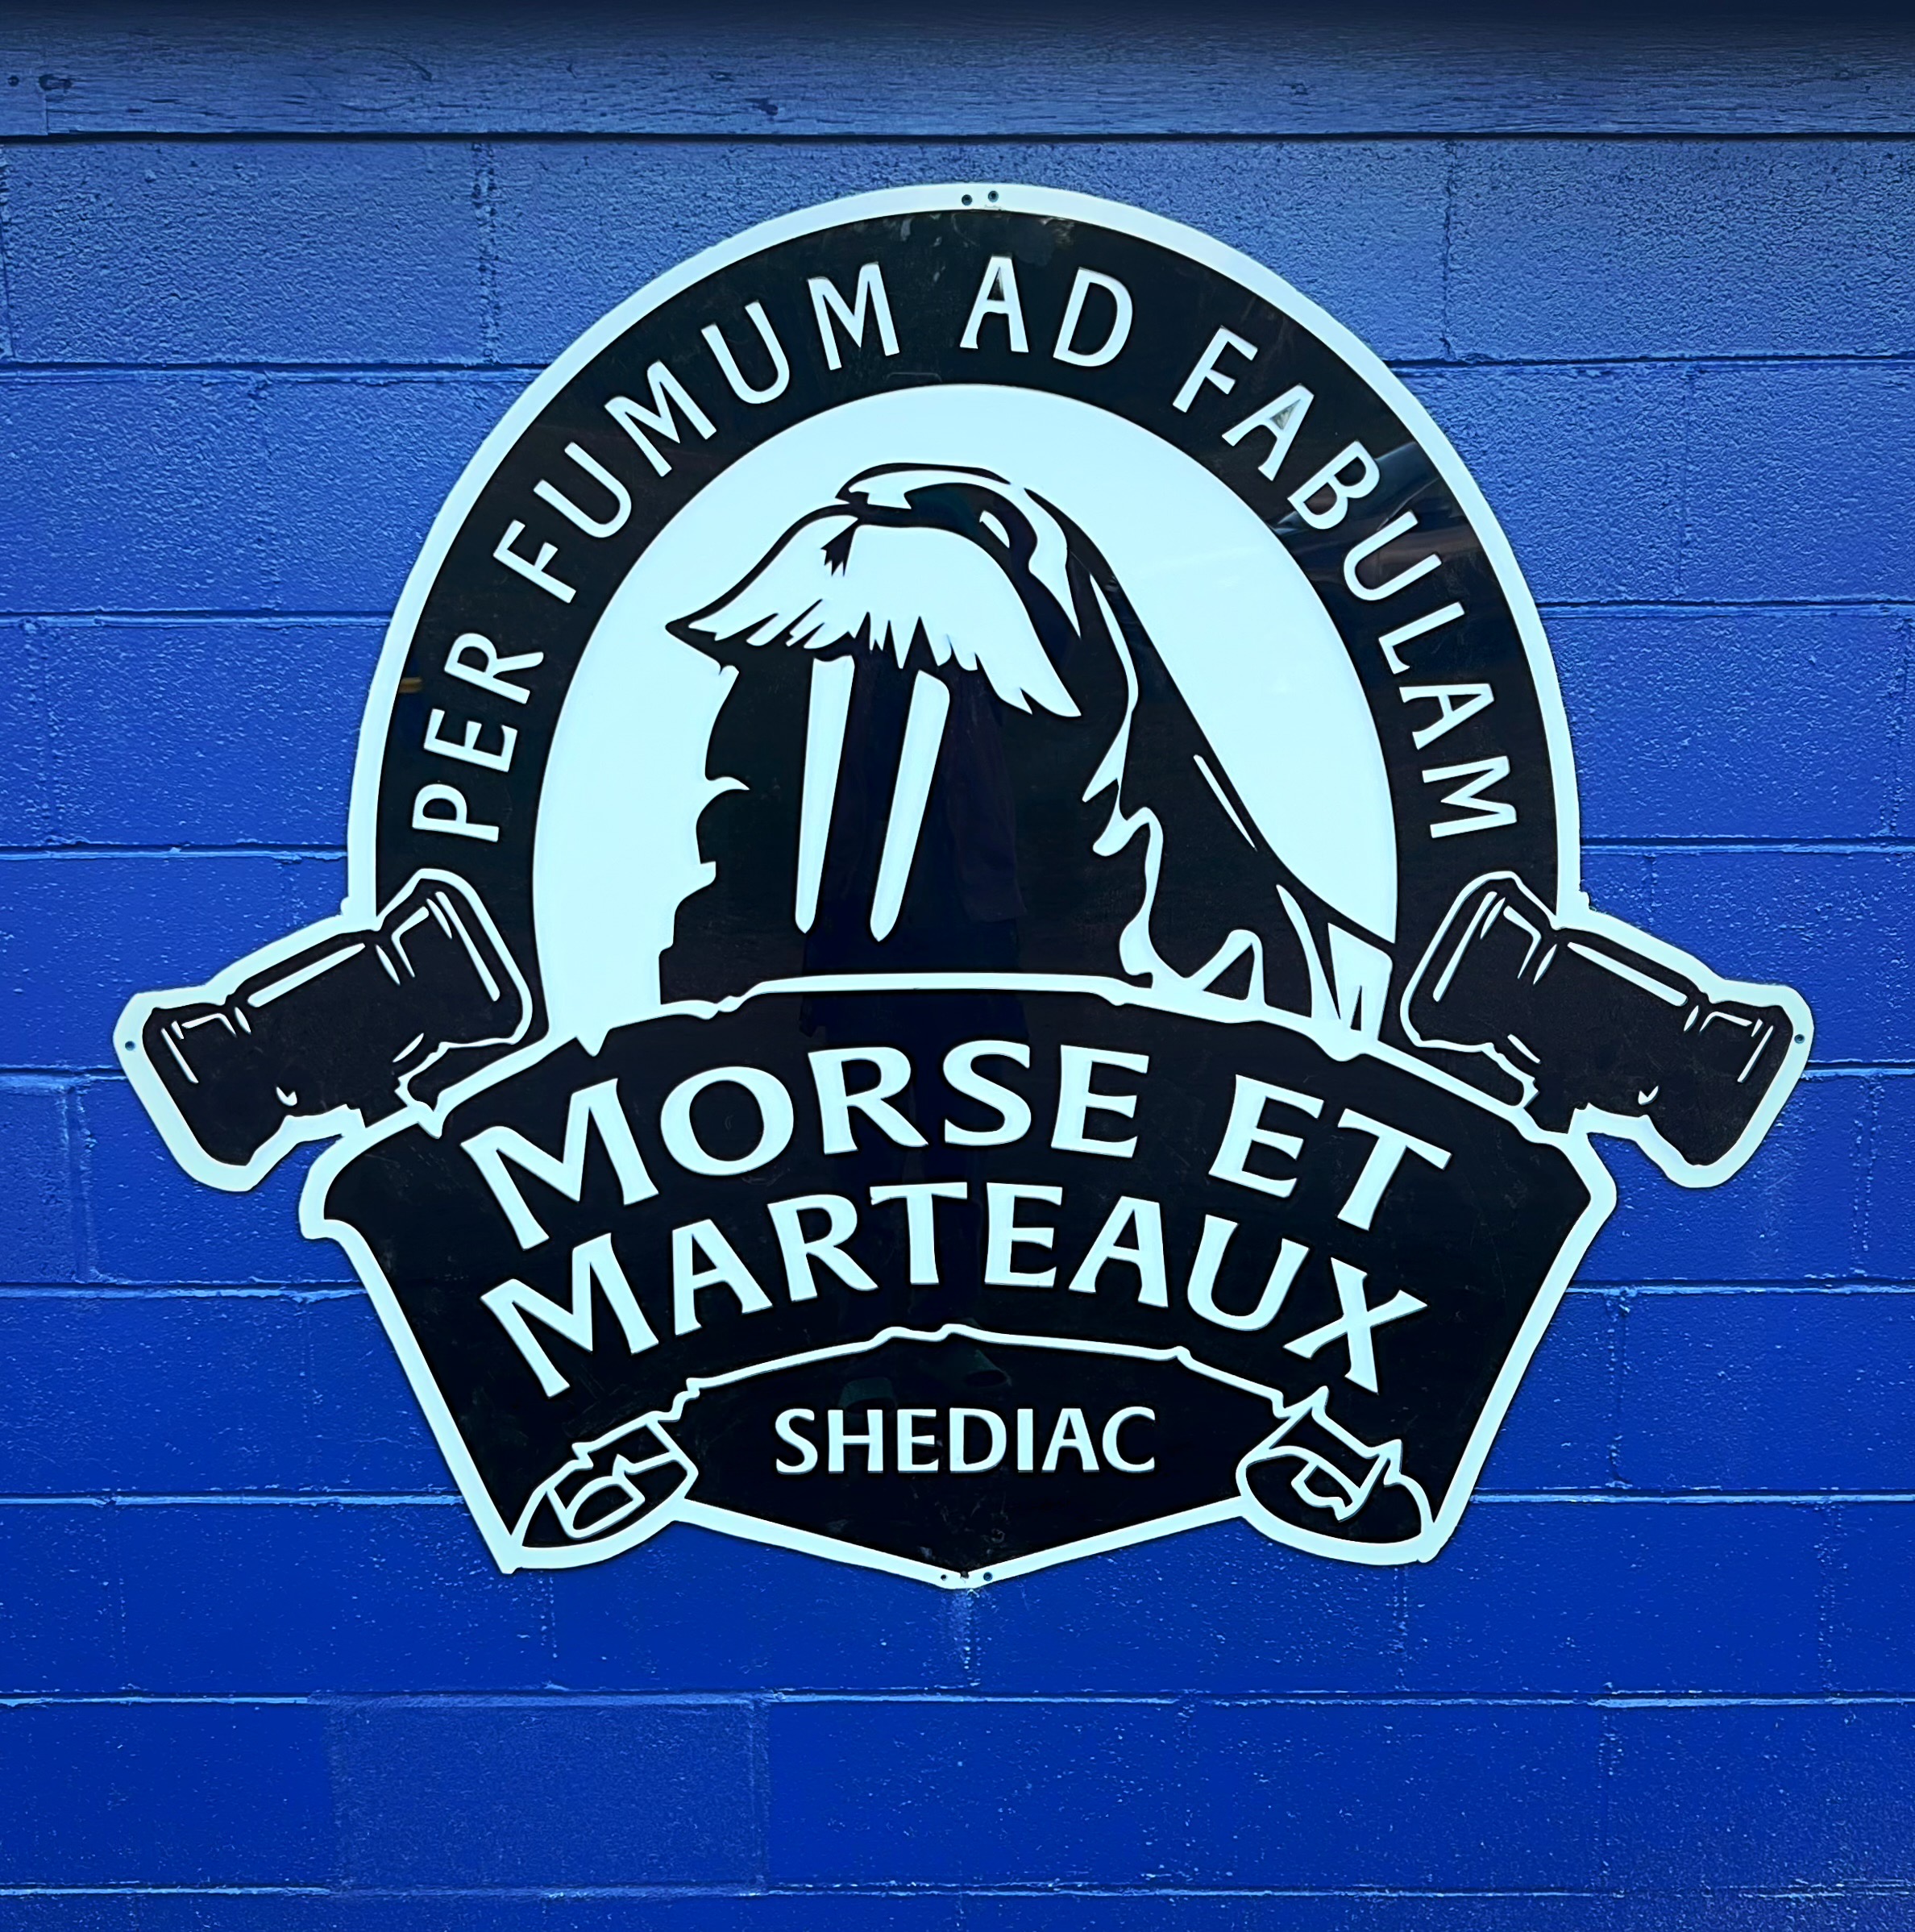 PER FUMUM AD FABULAM
MORSE ET
MARTEAUX
SHEDIAC